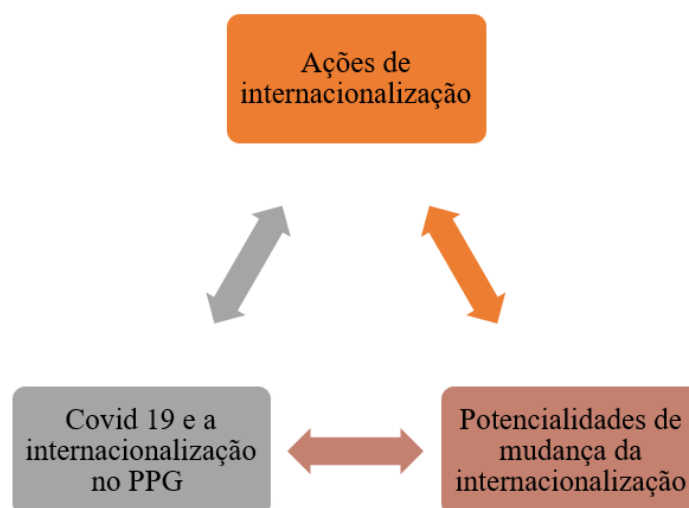 Ações de
internacionalização
Covid 19 e a
internacionalização
no PPG
Potencialidades de
mudança da
internacionalização